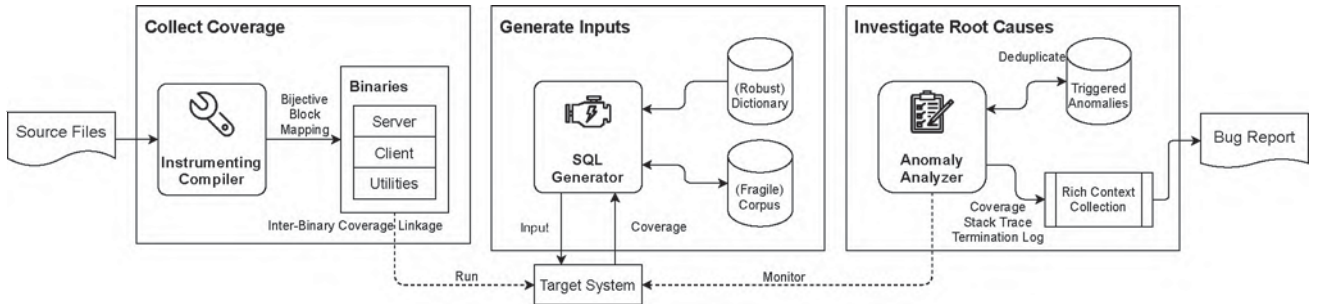 Collect Coverage
Source Files
Instrumenting
Compiler
Bijective
Block
Mapping
Binaries
Server
Client
Utilities
Inter-Binary Coverage Linkage
Run
Generate Inputs
SQL
Generator
(Robust)
Dictionary
(Fragile)
Corpus
Input
Coverage
Target System
Monitor
Investigate Root Causes
Deduplicate
Triggered
Anomalies
Anomaly
Analyzer
Coverage
Stack Trace
Termination Log
Rich Context
Collection
Bug Report